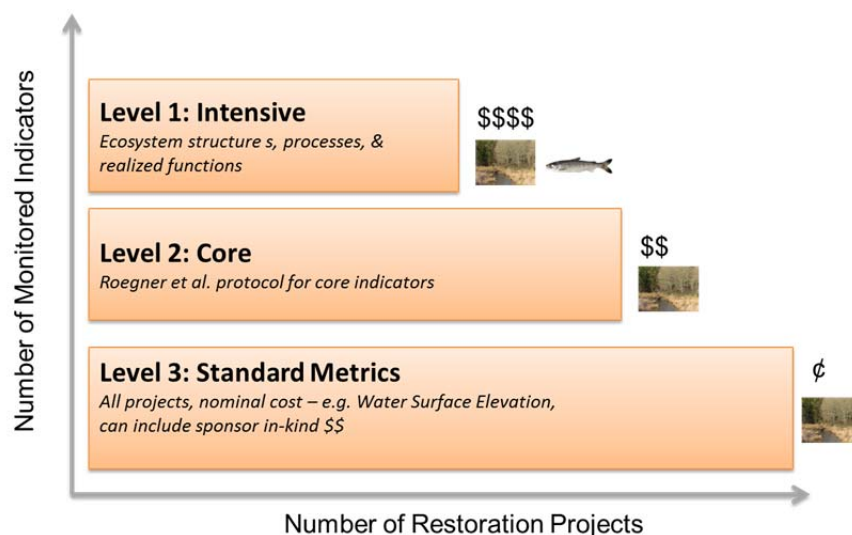 Number of Monitored Indicators
Level 1: Intensive
Ecosystem structure s, processes, &
realized functions
$$$$
Level 2: Core
Roegner et al. protocol for core indicators
$$
Level 3: Standard Metrics
All projects, nominal cost – e.g. Water Surface Elevation,
can include sponsor in-kind $$
¢
Number of Restoration Projects